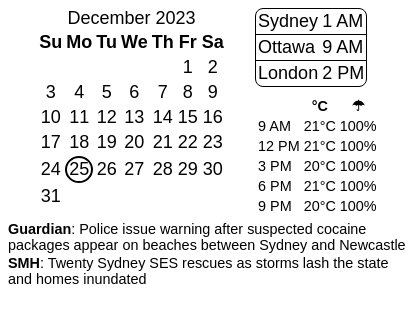 December 2023
Su Mo Tu We Th Fr Sa
1 2
3 4 5 6 7 8 9
10 11 12 13 14 15 16
17 18 19 20 21 22 23
24 25 26 27 28 29 30
31
Sydney 1 AM
Ottawa 9 AM
London 2 PM
°C ☂
9 AM 21°C 100%
12 PM 21°C 100%
3 PM 20°C 100%
6 PM 21°C 100%
9 PM 20°C 100%
Guardian: Police issue warning after suspected cocaine
packages appear on beaches between Sydney and Newcastle
SMH: Twenty Sydney SES rescues as storms lash the state
and homes inundated